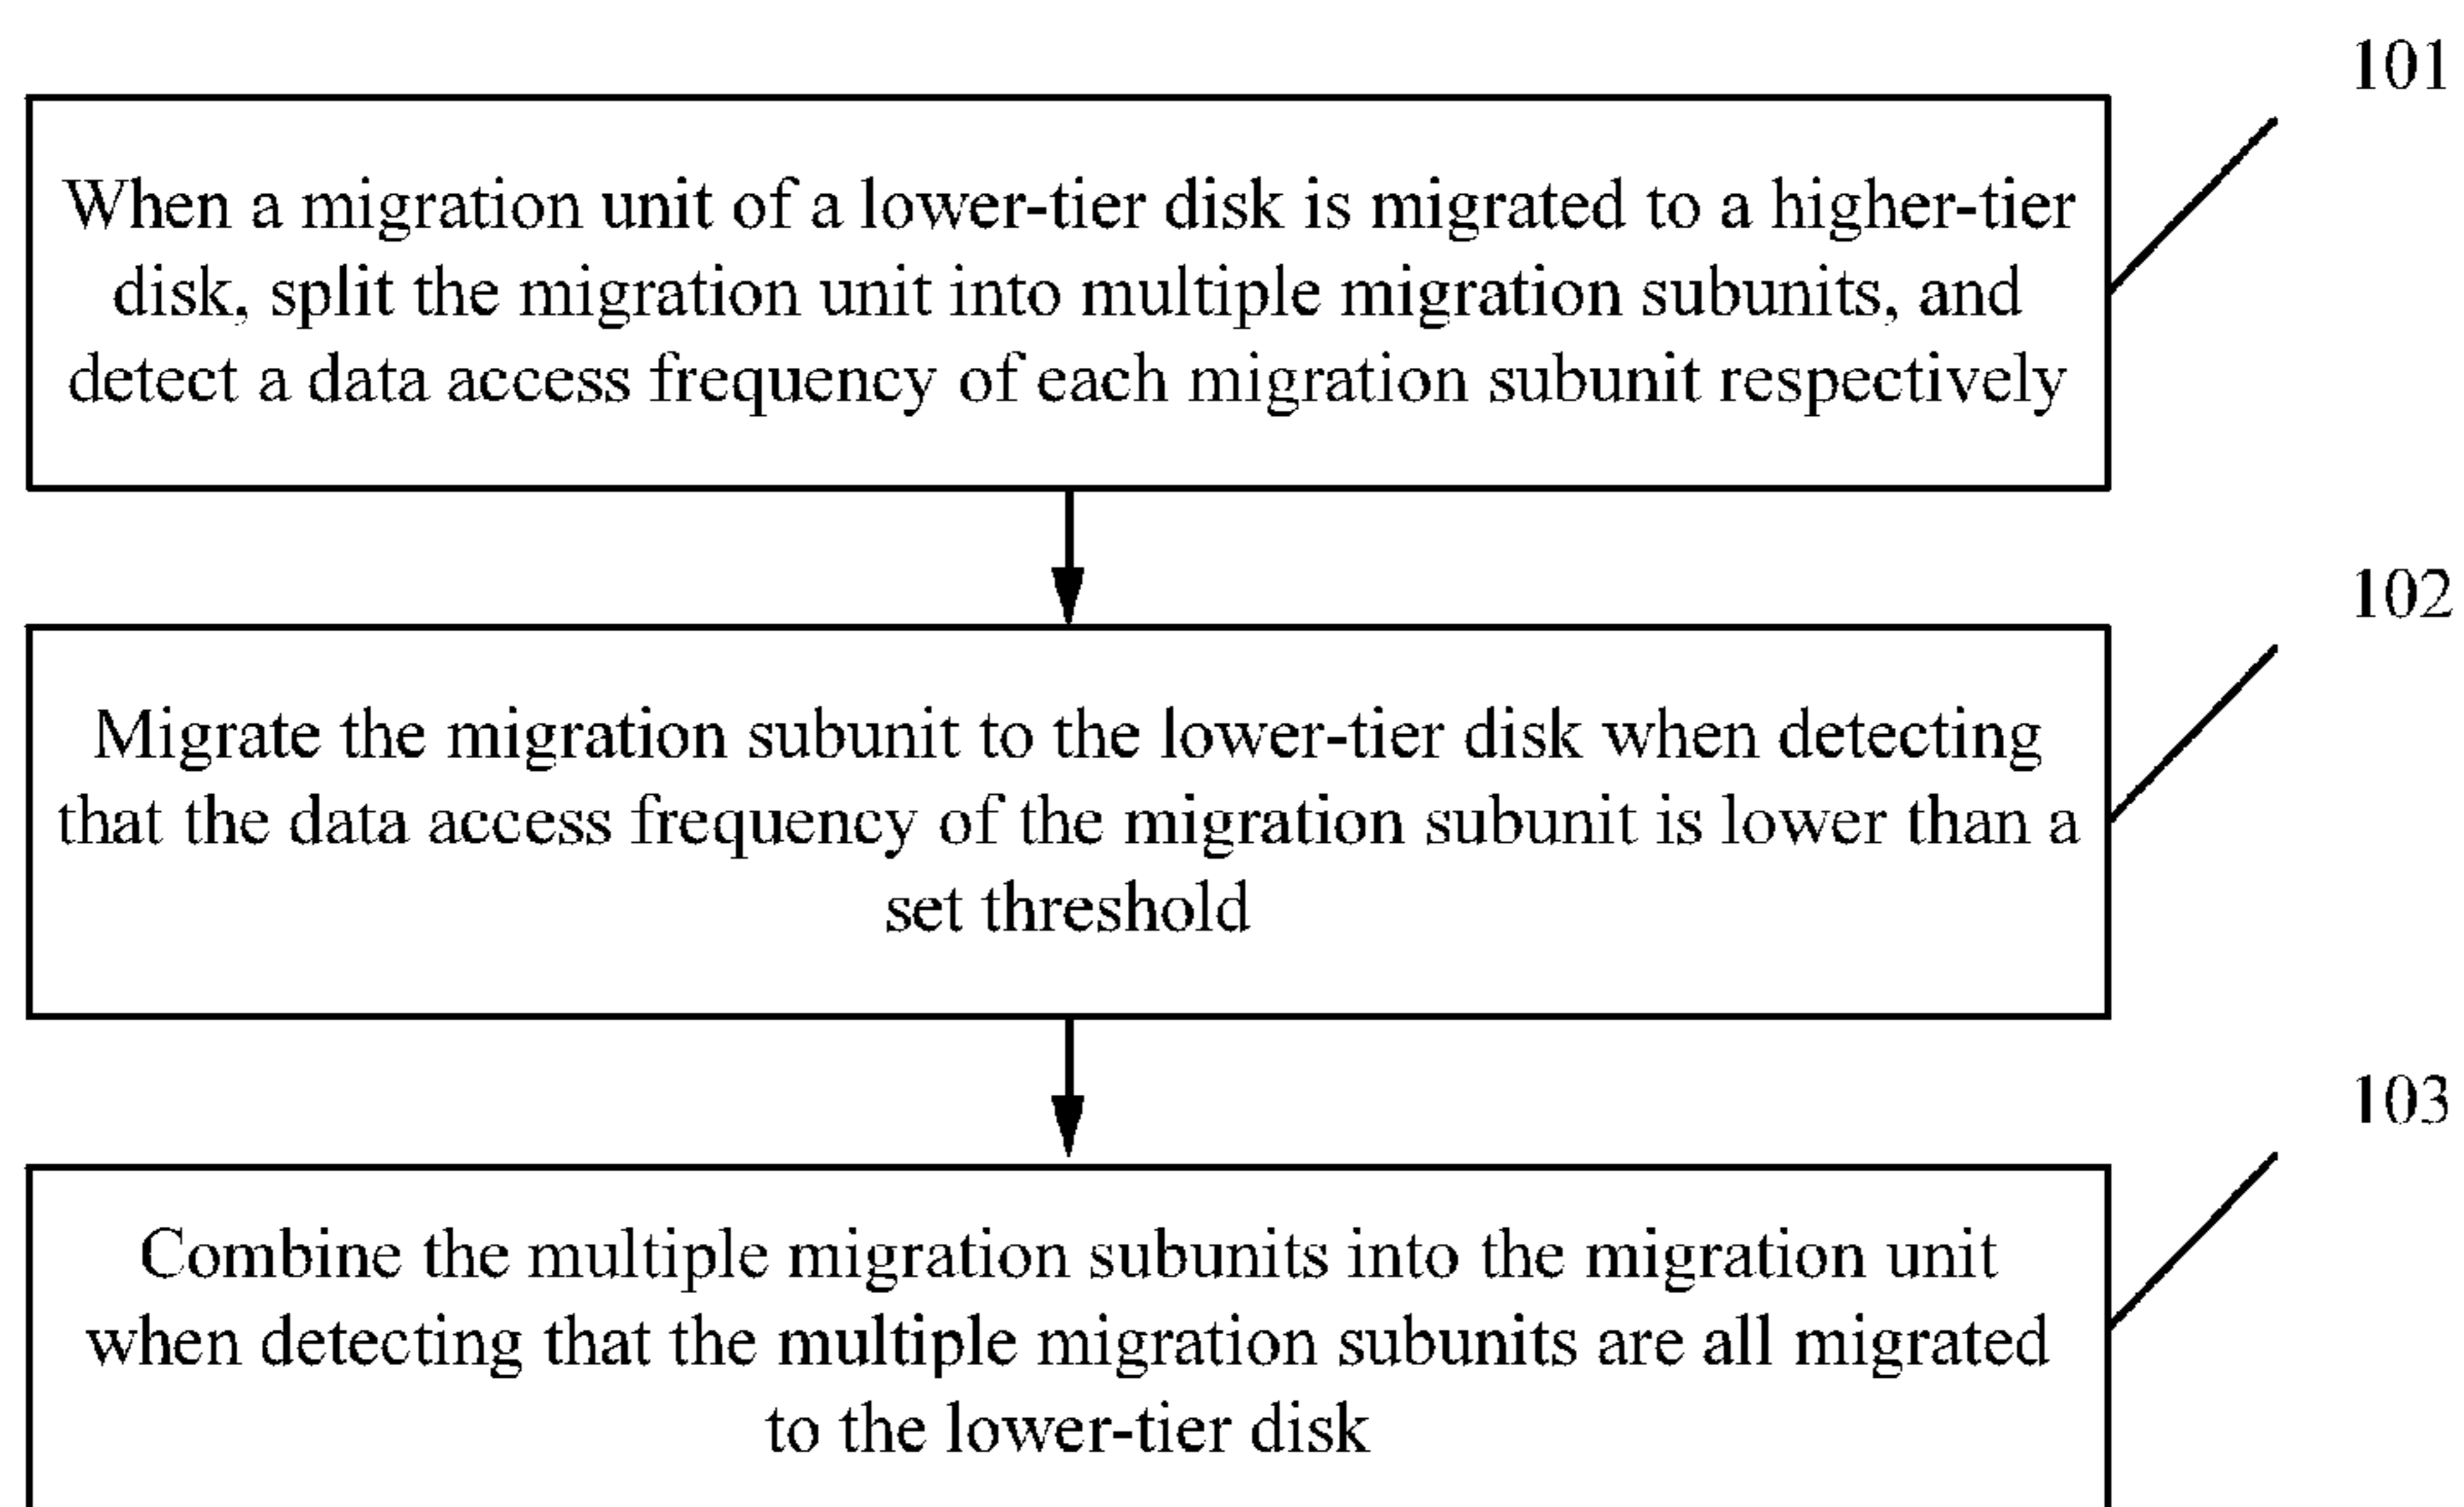 101
When a migration unit of a lower-tier disk is migrated to a higher-tier
disk, split the migration unit into multiple migration subunits, and
detect a data access frequency of each migration subunit respectively
102
Migrate the migration subunit to the lower-tier disk when detecting
that the data access frequency of the migration subunit is lower than a
set threshold
103
Combine the multiple migration subunits into the migration unit
when detecting that the multiple migration subunits are all migrated
to the lower-tier disk